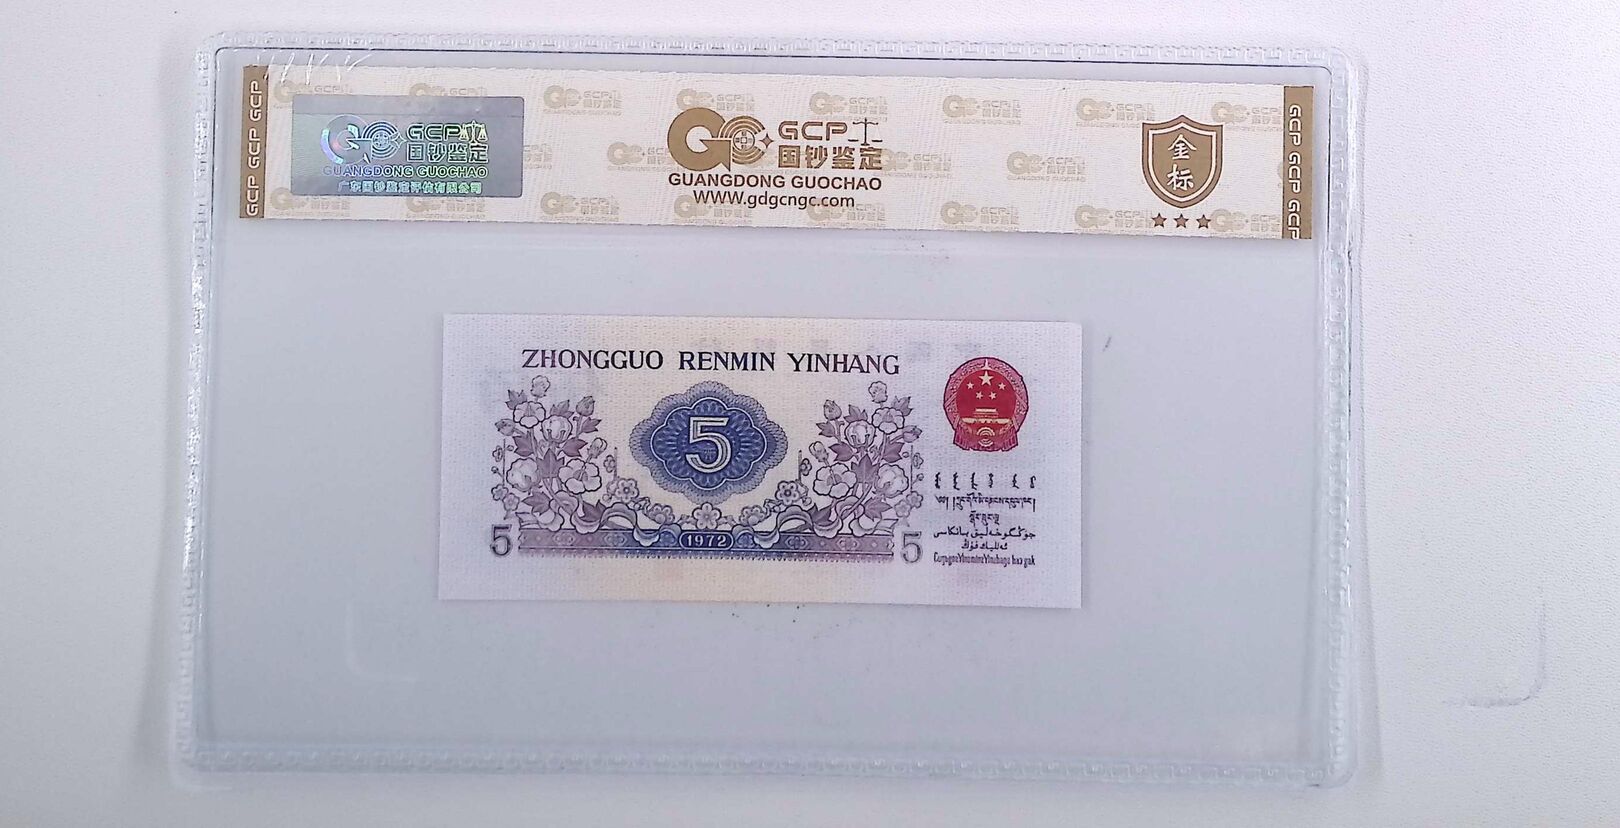 GCP GCP GCP
GCP
国钞鉴定
GUANGDONG GUOCHAO
广东国钞鉴定评估有限公司
GCP
国钞鉴定
GUANGDONG GUOCHAO
WWW.gdgcngc.com
金标
GCP GCP GCP
ZHONGGUO RENMIN YINHANG
5
5
1972
5